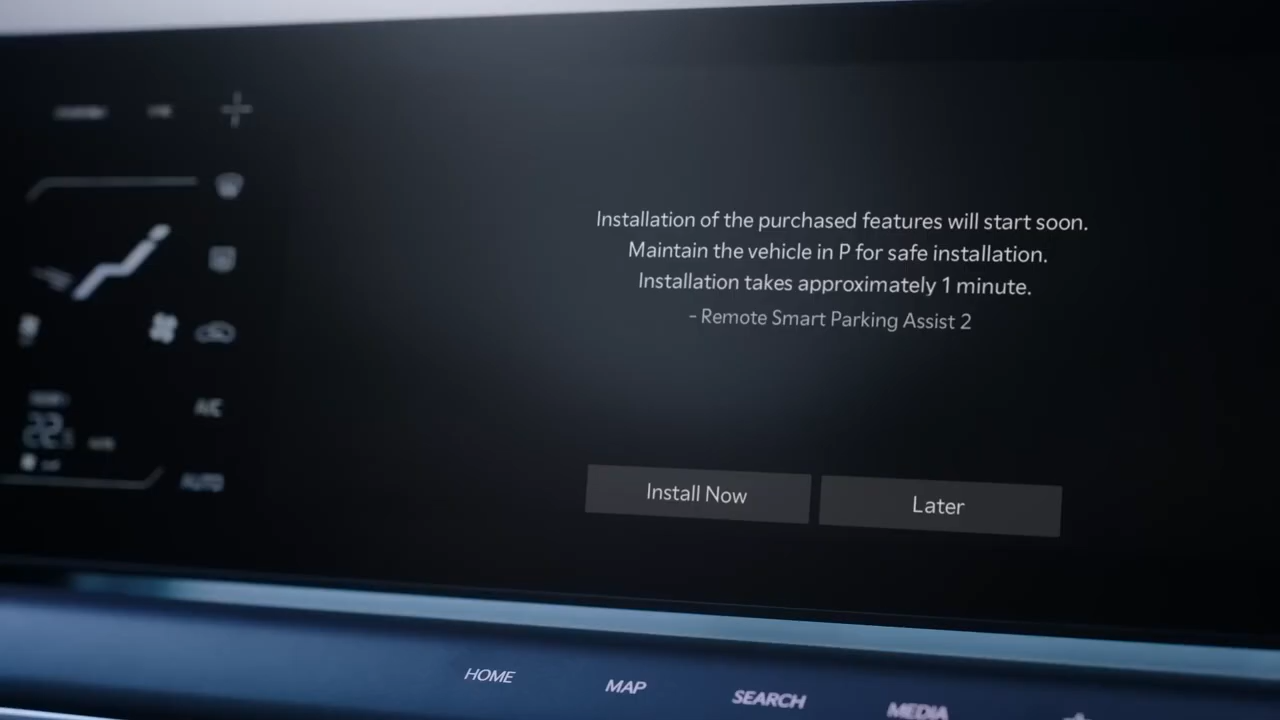 Installation of the purchased features will start soon.
Maintain the vehicle in P for safe installation.
Installation takes approximately 1 minute.
- Remote Smart Parking Assist 2
Install Now
Later
A/C
AUTO
HOME
MAP
SEARCH
MEDIA